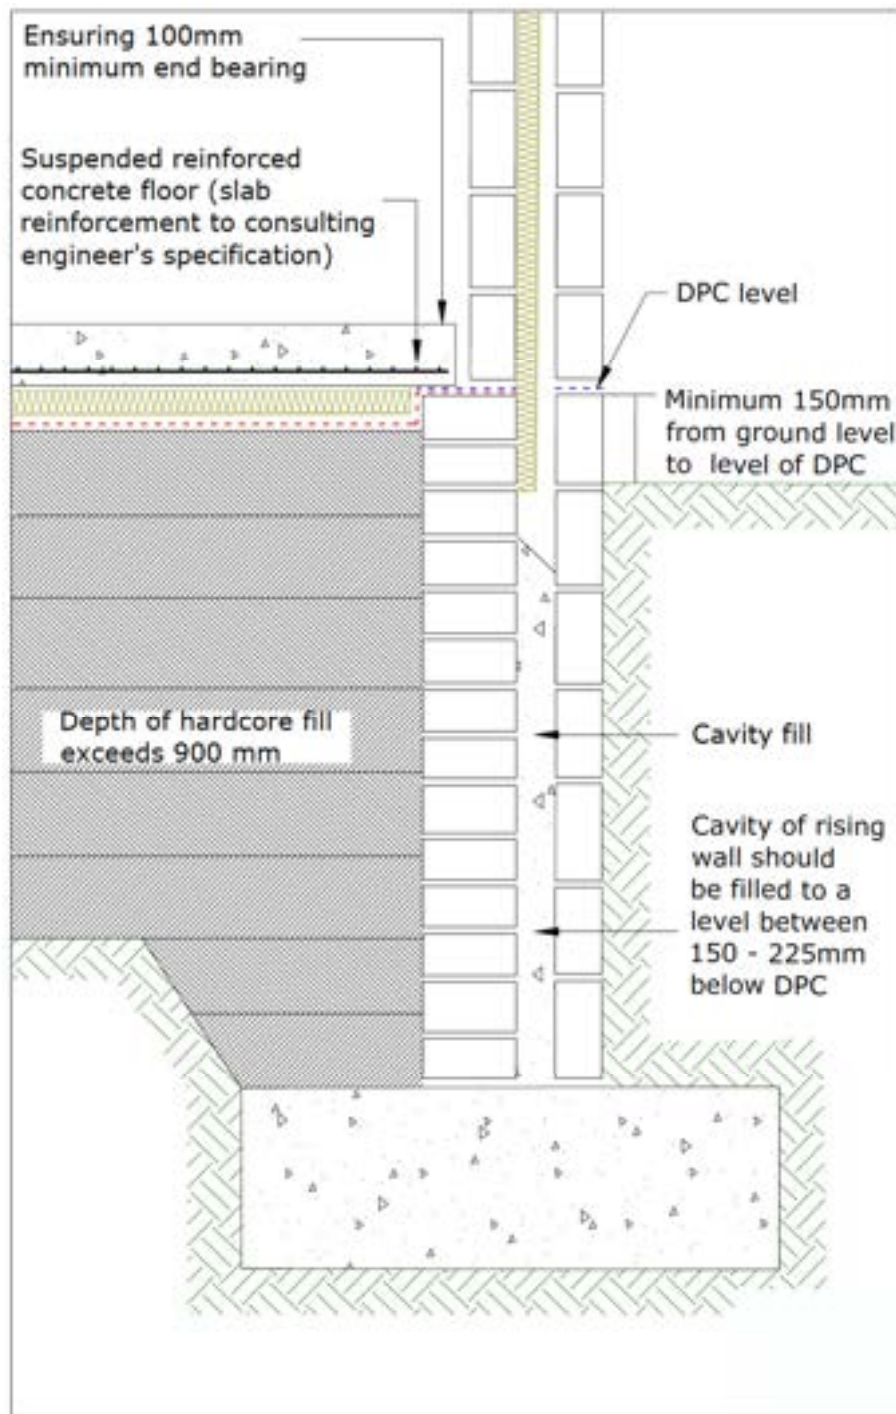 Ensuring 100mm
minimum end bearing
Suspended reinforced
concrete floor (slab
reinforcement to consulting
engineer's specification)
DPC level
Minimum 150mm
from ground level
to level of DPC
Depth of hardcore fill
exceeds 900 mm
Cavity fill
Cavity of rising
wall should
be filled to a
level between
150 - 225mm
below DPC